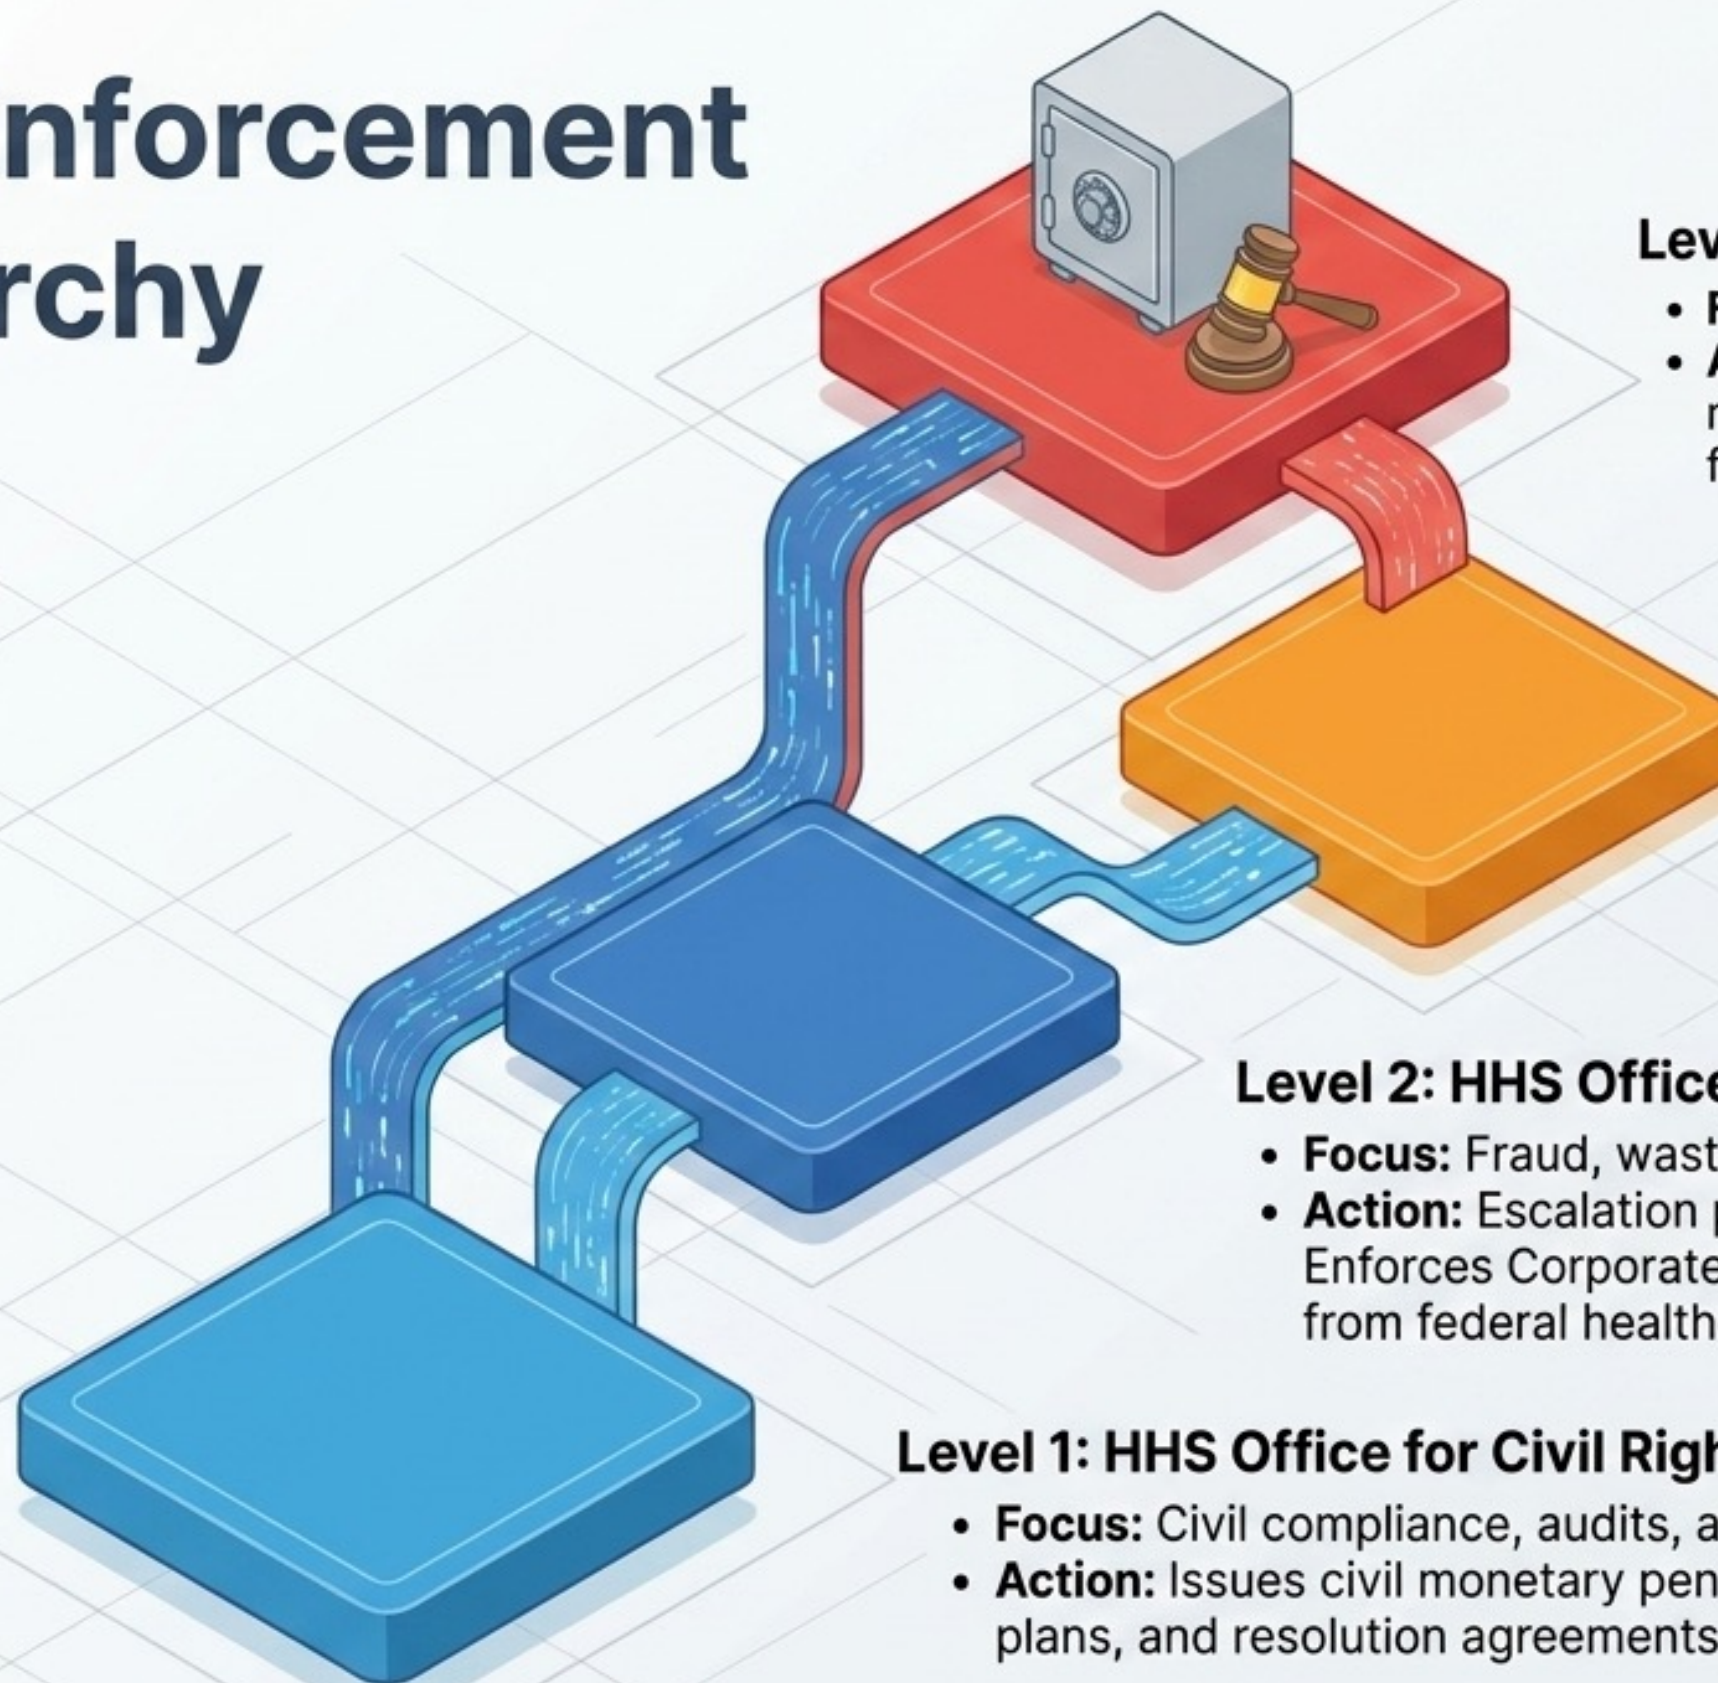 nforcement
rchy
Lev
Level 2: HHS Office
• Focus: Fraud, wast
• Action: Escalation p
Enforces Corporate
from federal health
Level 1: HHS Office for Civil Righ
• Focus: Civil compliance, audits, a
• Action: Issues civil monetary pen
plans, and resolution agreements